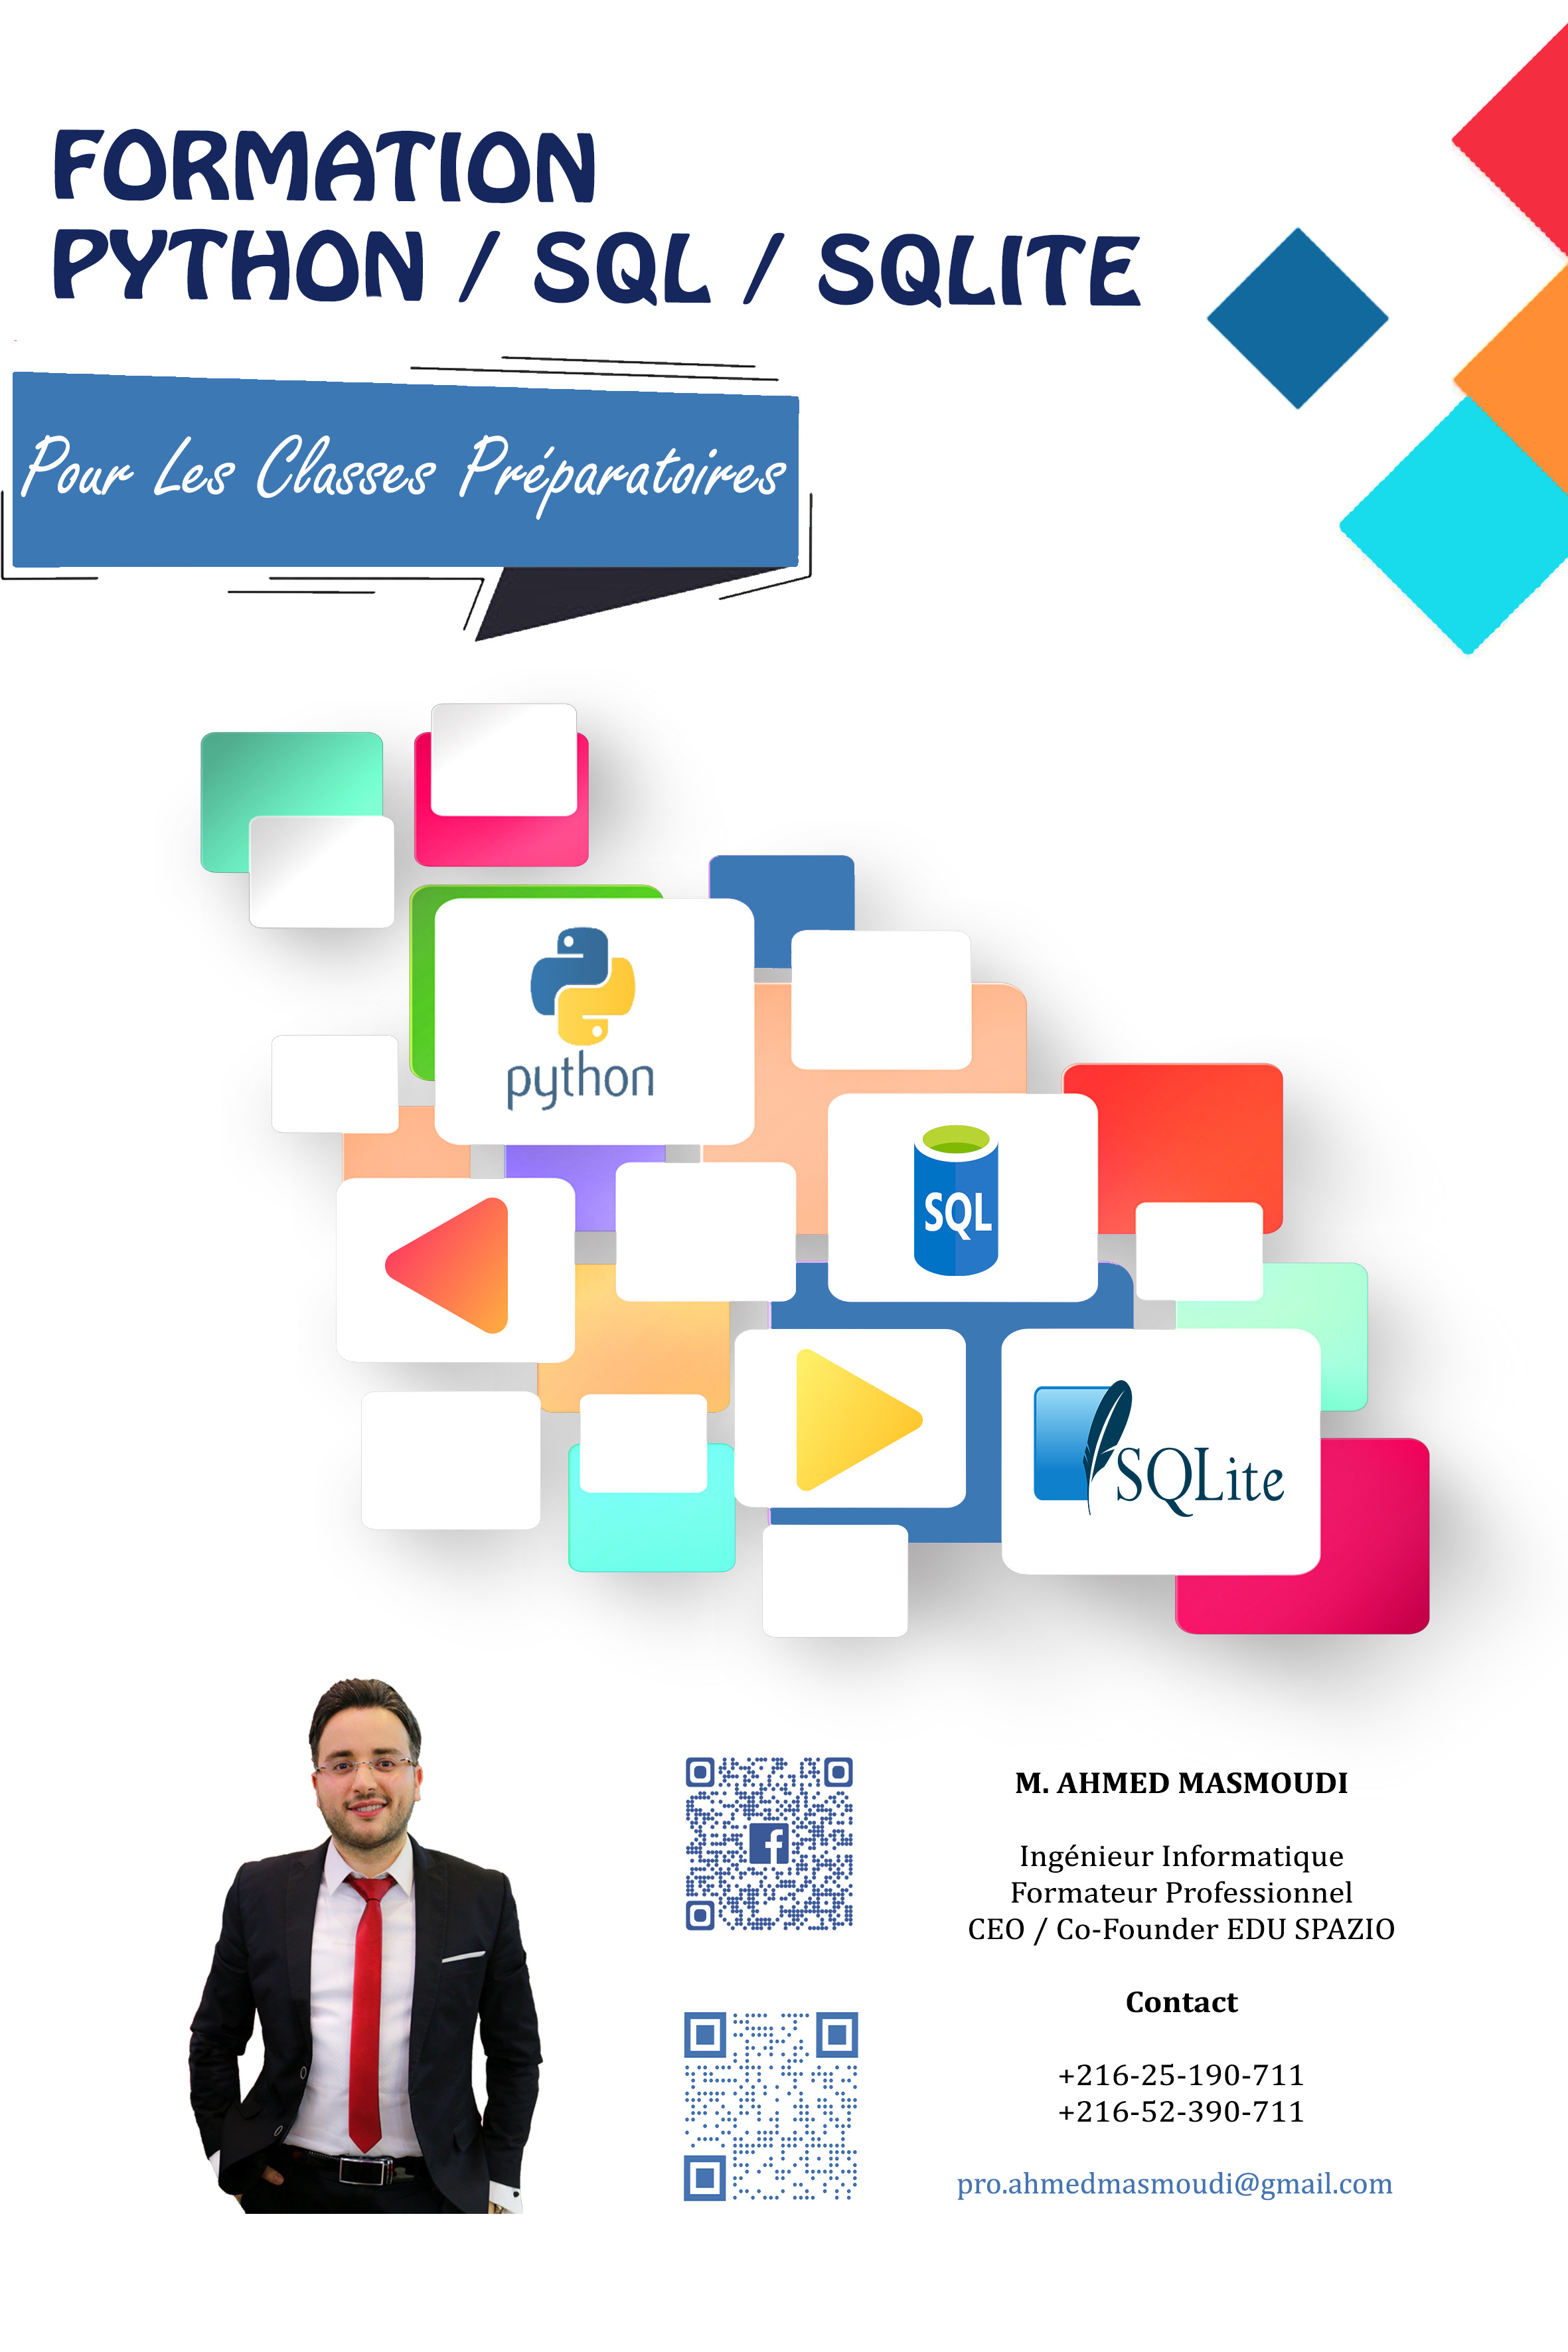 FORMATION
PYTHON / SQL / SQLITE
Pour Les Classes Préparatoires
python
SQL
SQLite
M. AHMED MASMOUDI
Ingénieur Informatique
Formateur Professionnel
CEO / Co-Founder EDU SPAZIO
Contact
+216-25-190-711
+216-52-390-711
pro.ahmedmasmoudi@gmail.com